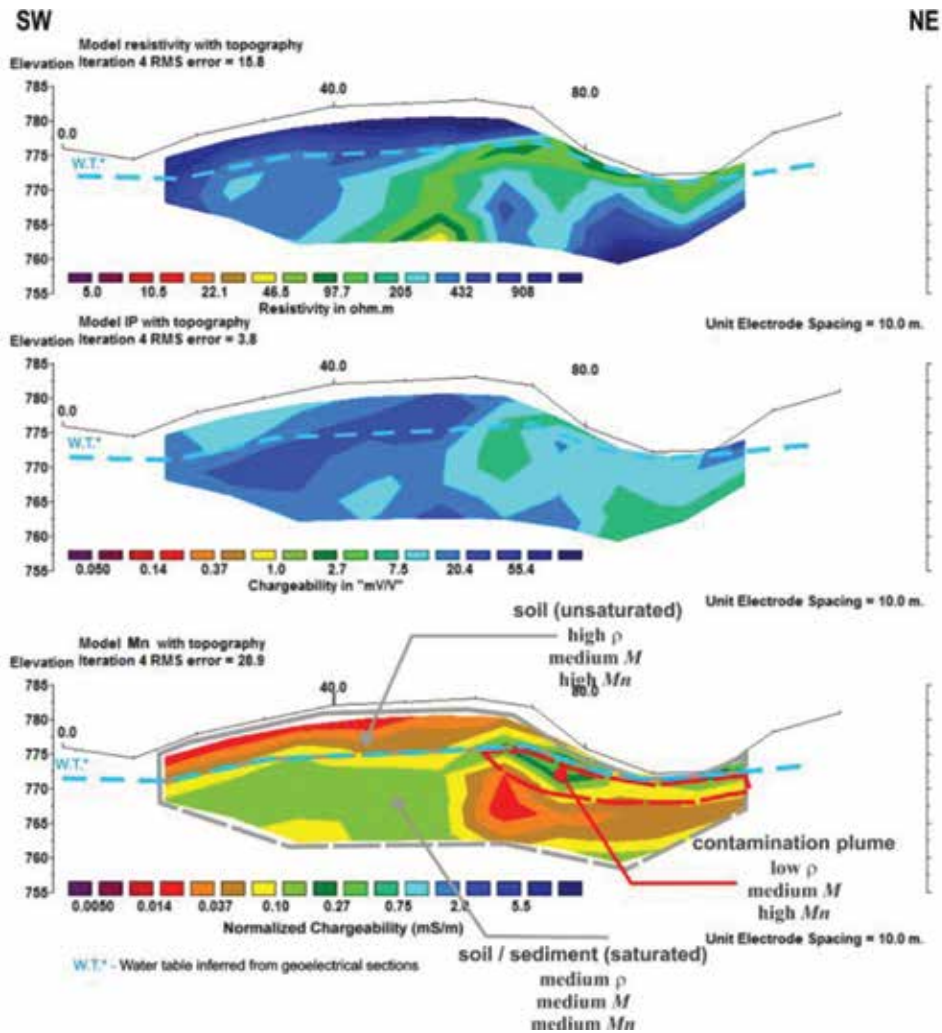 SW NE
Model resistivity with topography
Elevation Iteration 4 RMS error = 15.8
785
780
775
770
765
760
755
0.0 40.0 80.0
W.T.*
5.0 10.5 22.1 46.5 97.7 205 432 908
Resistivity in ohm.m
Unit Electrode Spacing = 10.0 m.
Model IP with topography
Elevation Iteration 4 RMS error = 3.8
785
780
775
770
765
760
755
0.0 40.0 80.0
W.T.*
0.050 0.14 0.37 1.0 2.7 7.5 20.4 55.4
Chargeability in "mV/V"
Unit Electrode Spacing = 10.0 m.
soil (unsaturated)
high ρ
medium M
high Mn
Model Mn with topography
Elevation Iteration 4 RMS error = 28.9
785
780
775
770
765
760
755
0.0 40.0 80.0
W.T.*
contamination plume
low ρ
medium M
high Mn
0.0050 0.014 0.037 0.10 0.27 0.75 5.5
Normalized Chargeability (mS/m)
Unit Electrode Spacing = 10.0 m.
soil / sediment (saturated)
medium ρ
medium M
medium Mn
W.T.* - Water table inferred from geoelectrical sections